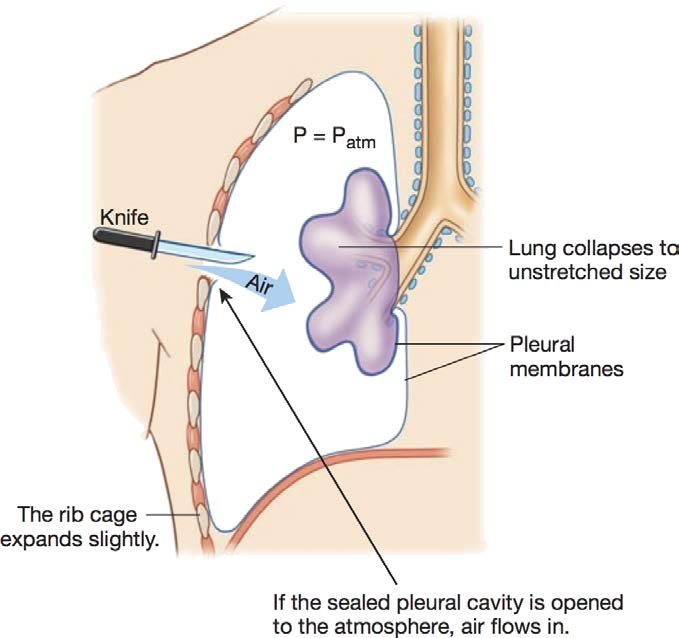 P = Patm
Knife
Air
Lung collapses to
unstretched size
Pleural
membranes
The rib cage
expands slightly.
If the sealed pleural cavity is opened
to the atmosphere, air flows in.